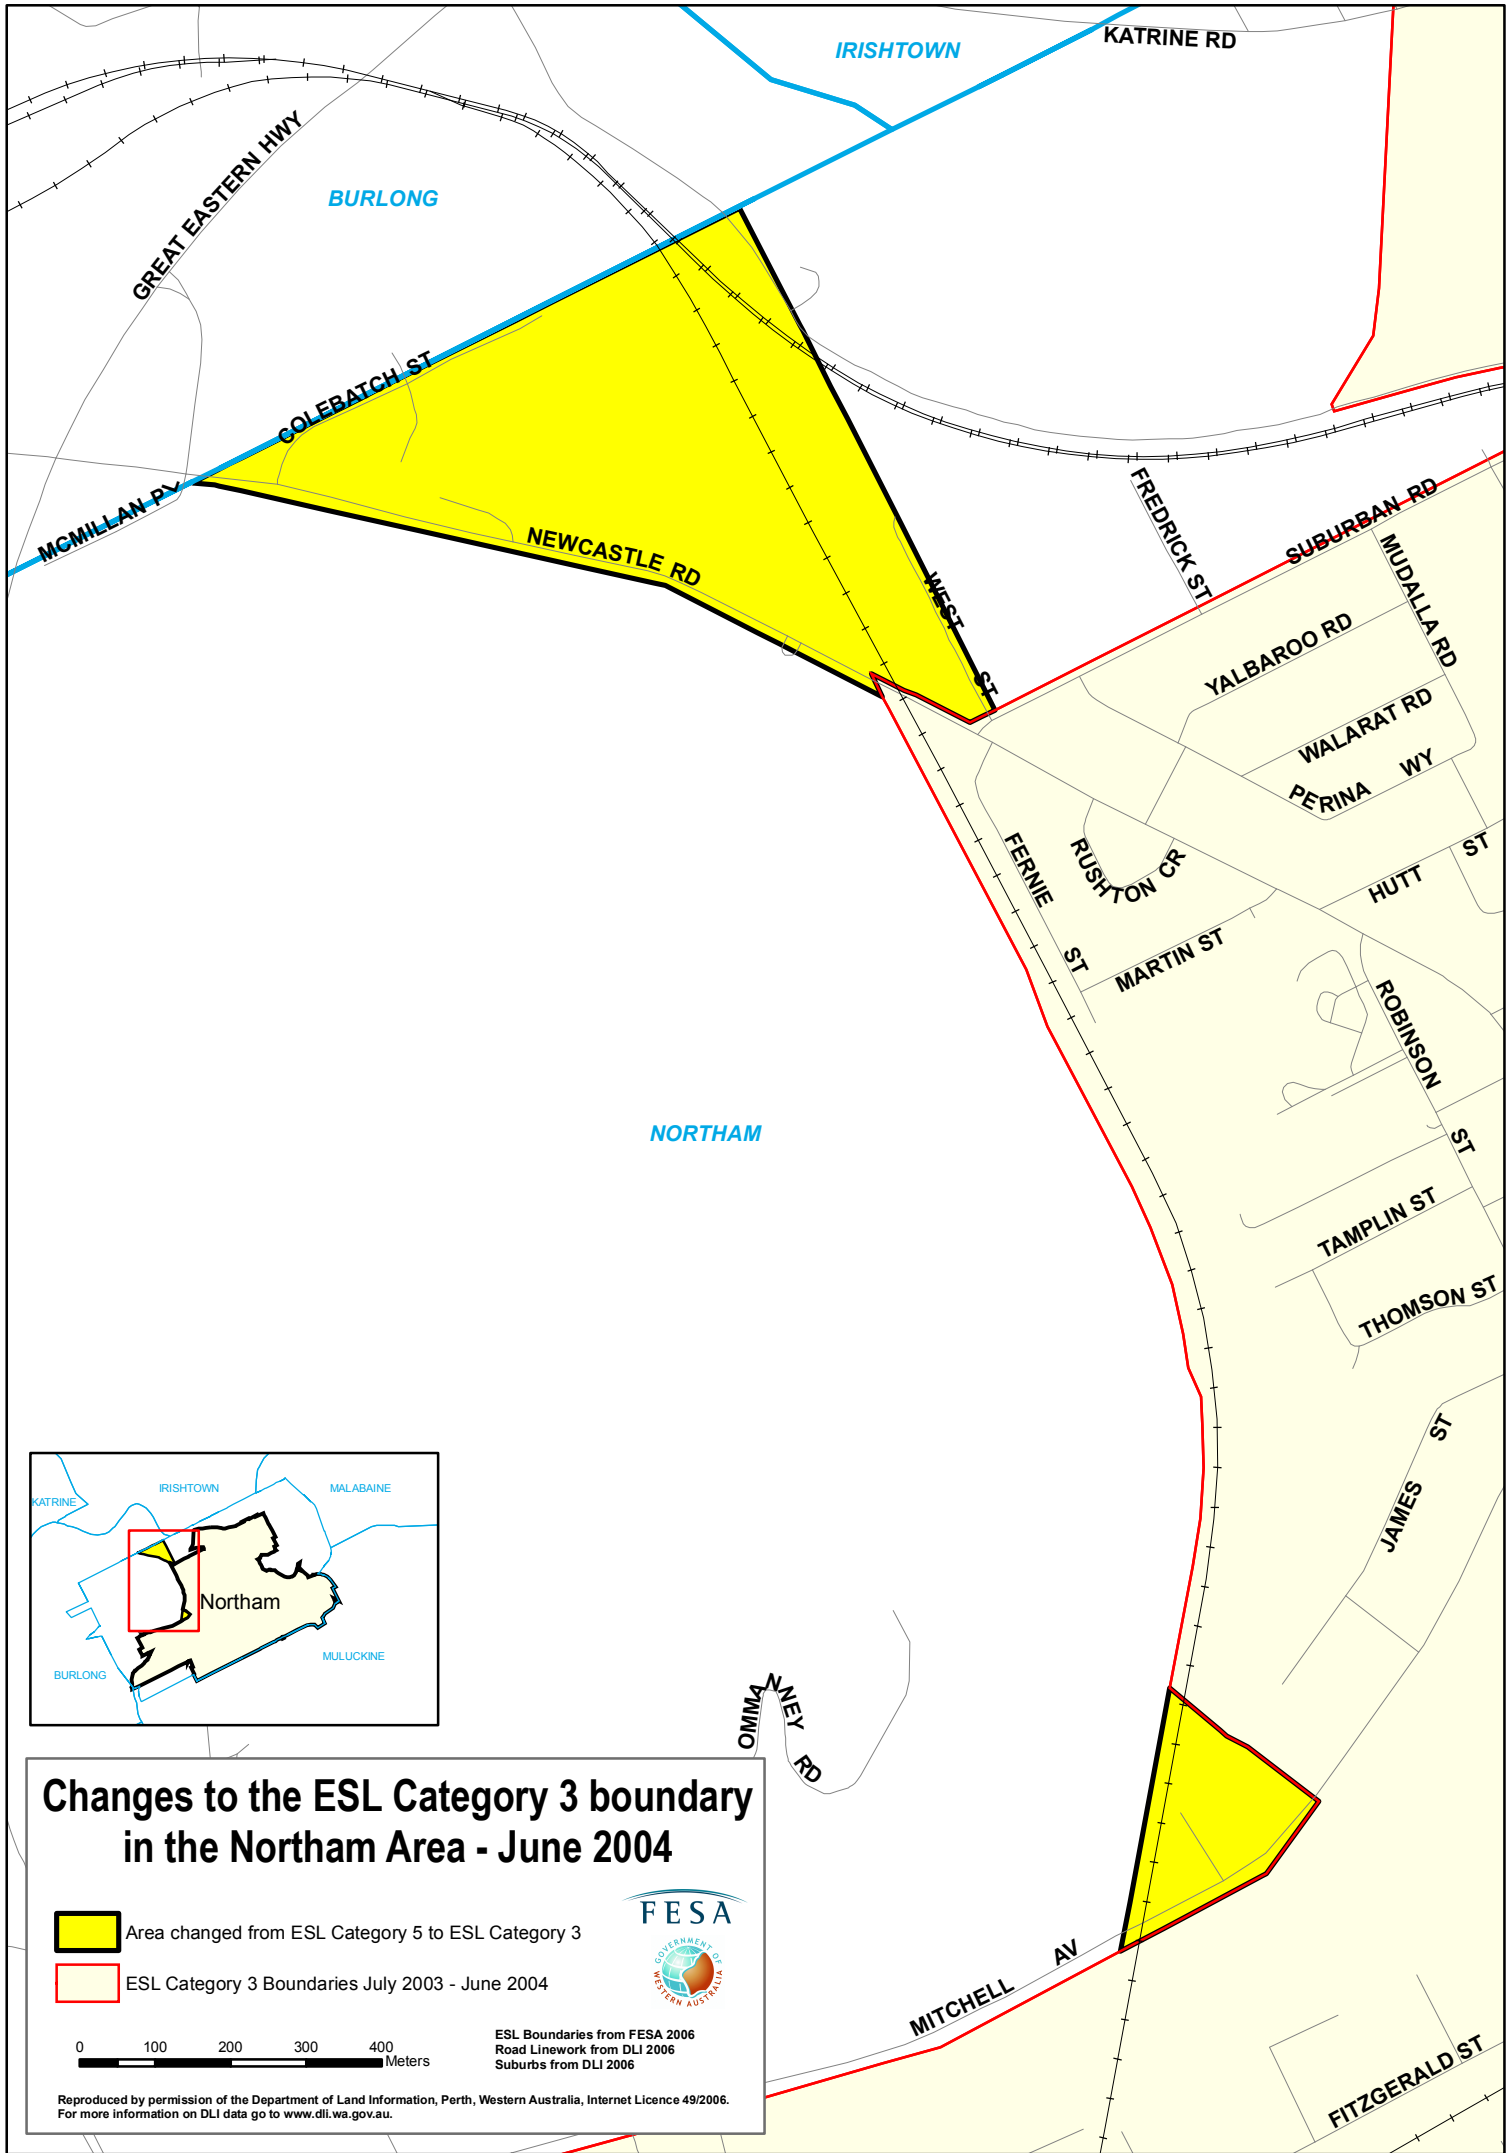 IRISHTOWN
KATRINE RD
GREAT EASTERN HWY
BURLONG
COLEBATCH ST
MCMILLAN PL
NEWCASTLE RD
WEST ST
FREDRICK ST
SUBURBAN RD
MUDALLA RD
YALBAROO RD
WALARAT RD
PERINA WY
FERNIE ST
RUSHTON CR
HUTT ST
MARTIN ST
ROBINSON ST
NORTHAM
TAMPLIN ST
THOMSON ST
JAMES ST
OMMANNEY RD
MITCHELL AV
FITZGERALD ST
KATRINE
IRISHTOWN
MALABAINE
Northam
BURLONG
MULUCKINE
Changes to the ESL Category 3 boundary
in the Northam Area - June 2004
Area changed from ESL Category 5 to ESL Category 3
ESL Category 3 Boundaries July 2003 - June 2004
FESA
GOVERNMENT OF
WESTERN AUSTRALIA
0 100 200 300 400
Meters
ESL Boundaries from FESA 2006
Road Linework from DLI 2006
Suburbs from DLI 2006
Reproduced by permission of the Department of Land Information, Perth, Western Australia, Internet Licence 49/2006.
For more information on DLI data go to www.dli.wa.gov.au.